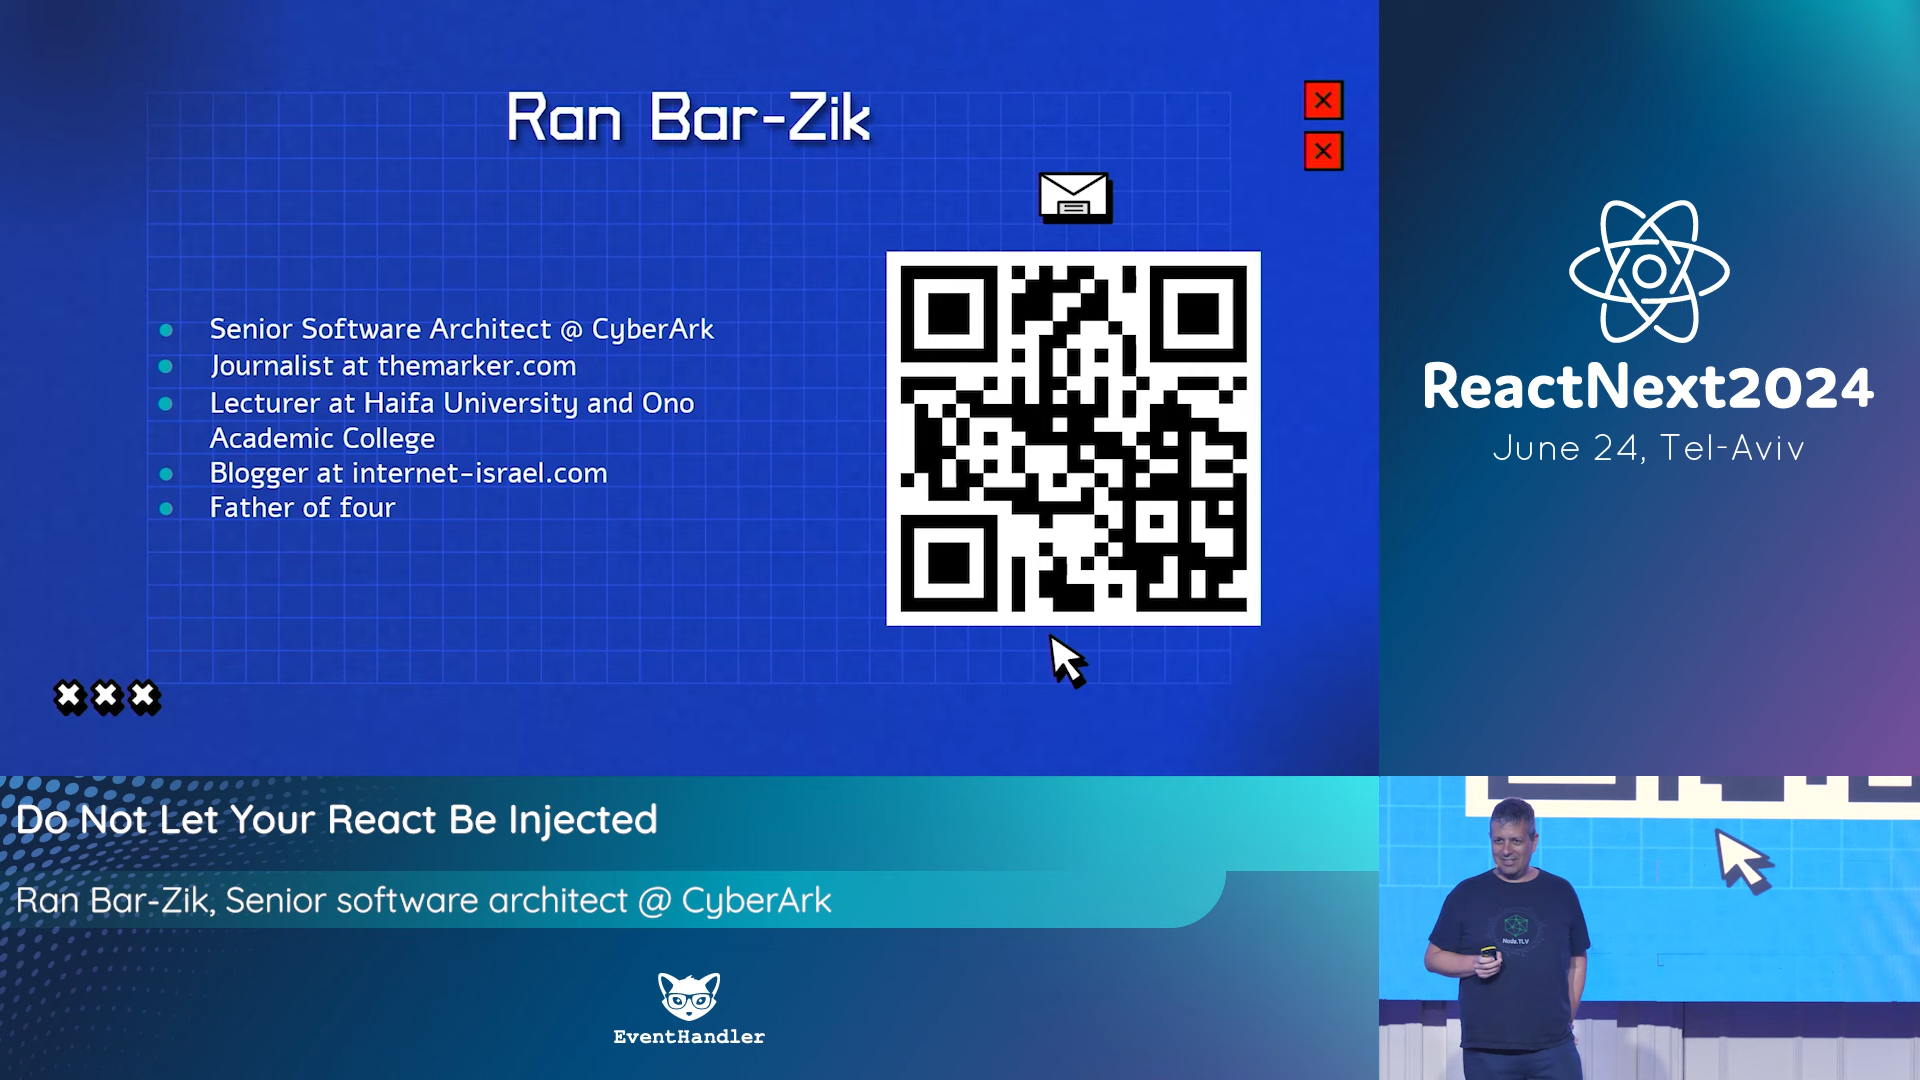 Ran Bar-Zik
Senior Software Architect @ CyberArk
Journalist at themarker.com
Lecturer at Haifa University and Ono
Academic College
Blogger at internet-israel.com
Father of four
ReactNext2024
June 24, Tel-Aviv
Do Not Let Your React Be Injected
Ran Bar-Zik, Senior software architect @ CyberArk
EventHandler
Node.TLV